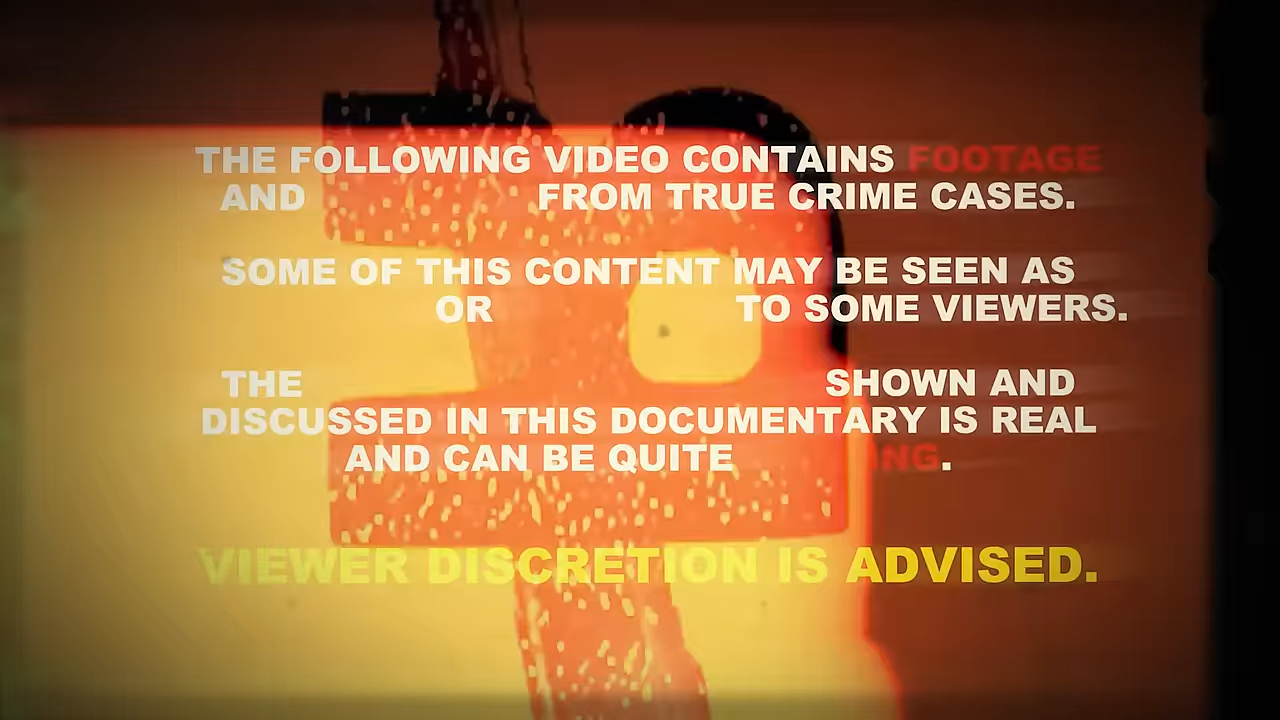 THE FOLLOWING VIDEO CONTAINS FOOTAGE
AND FROM TRUE CRIME CASES.
SOME OF THIS CONTENT MAY BE SEEN AS
OR TO SOME VIEWERS.
THE SHOWN AND
DISCUSSED IN THIS DOCUMENTARY IS REAL
AND CAN BE QUITE ING.
VIEWER DISCRETION IS ADVISED.